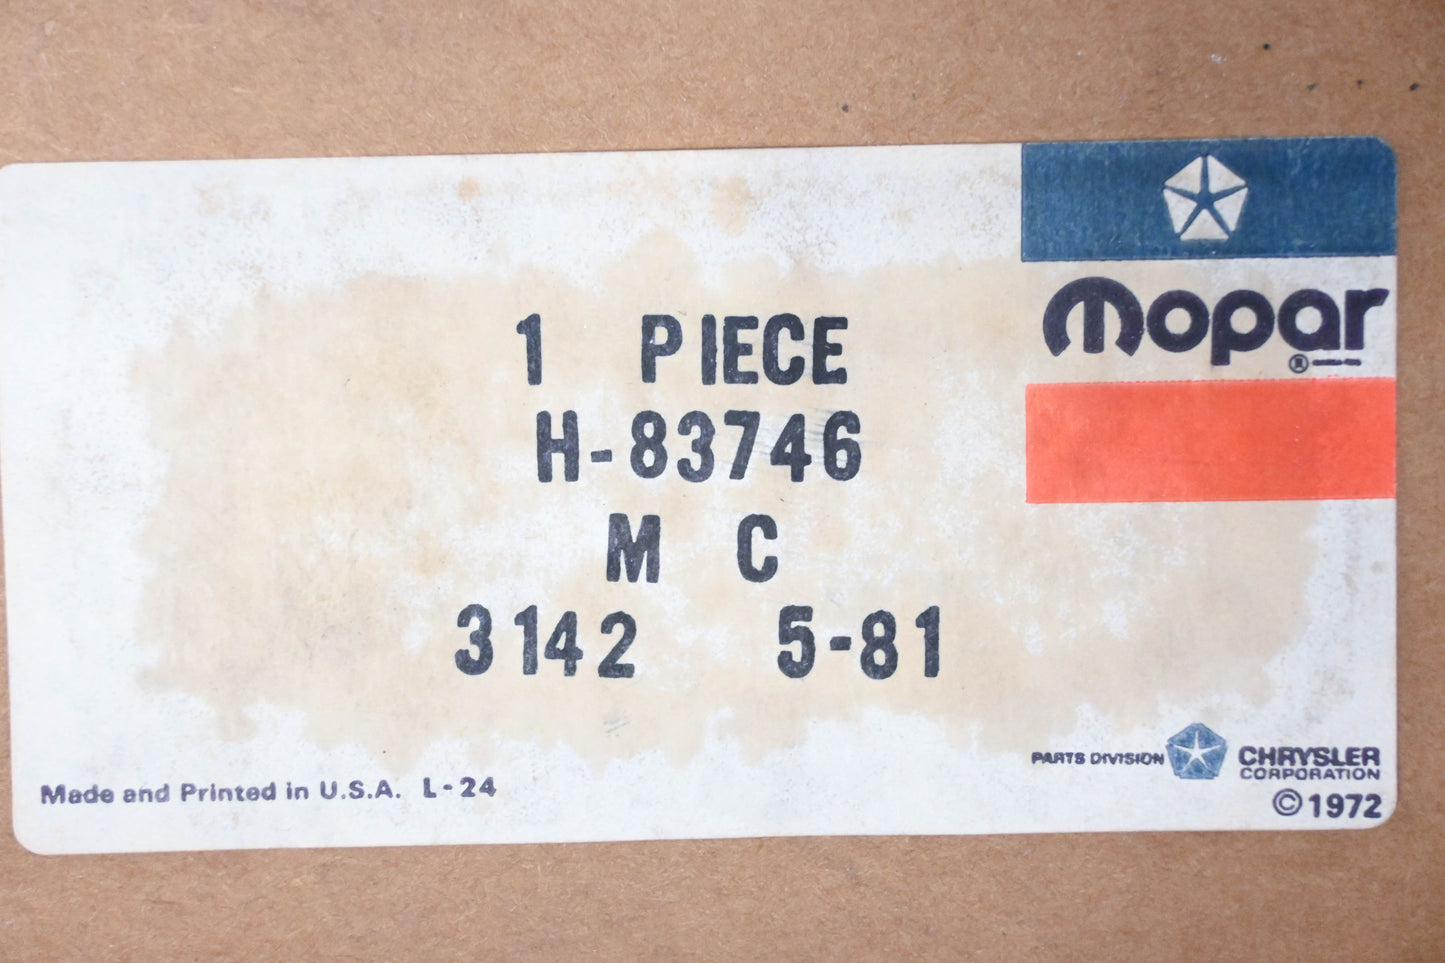 mopar
®
1 PIECE
H-83746
M C
3142 5-81
PARTS DIVISION CHRYSLER
CORPORATION
Made and Printed in U.S.A. L-24
© 1972